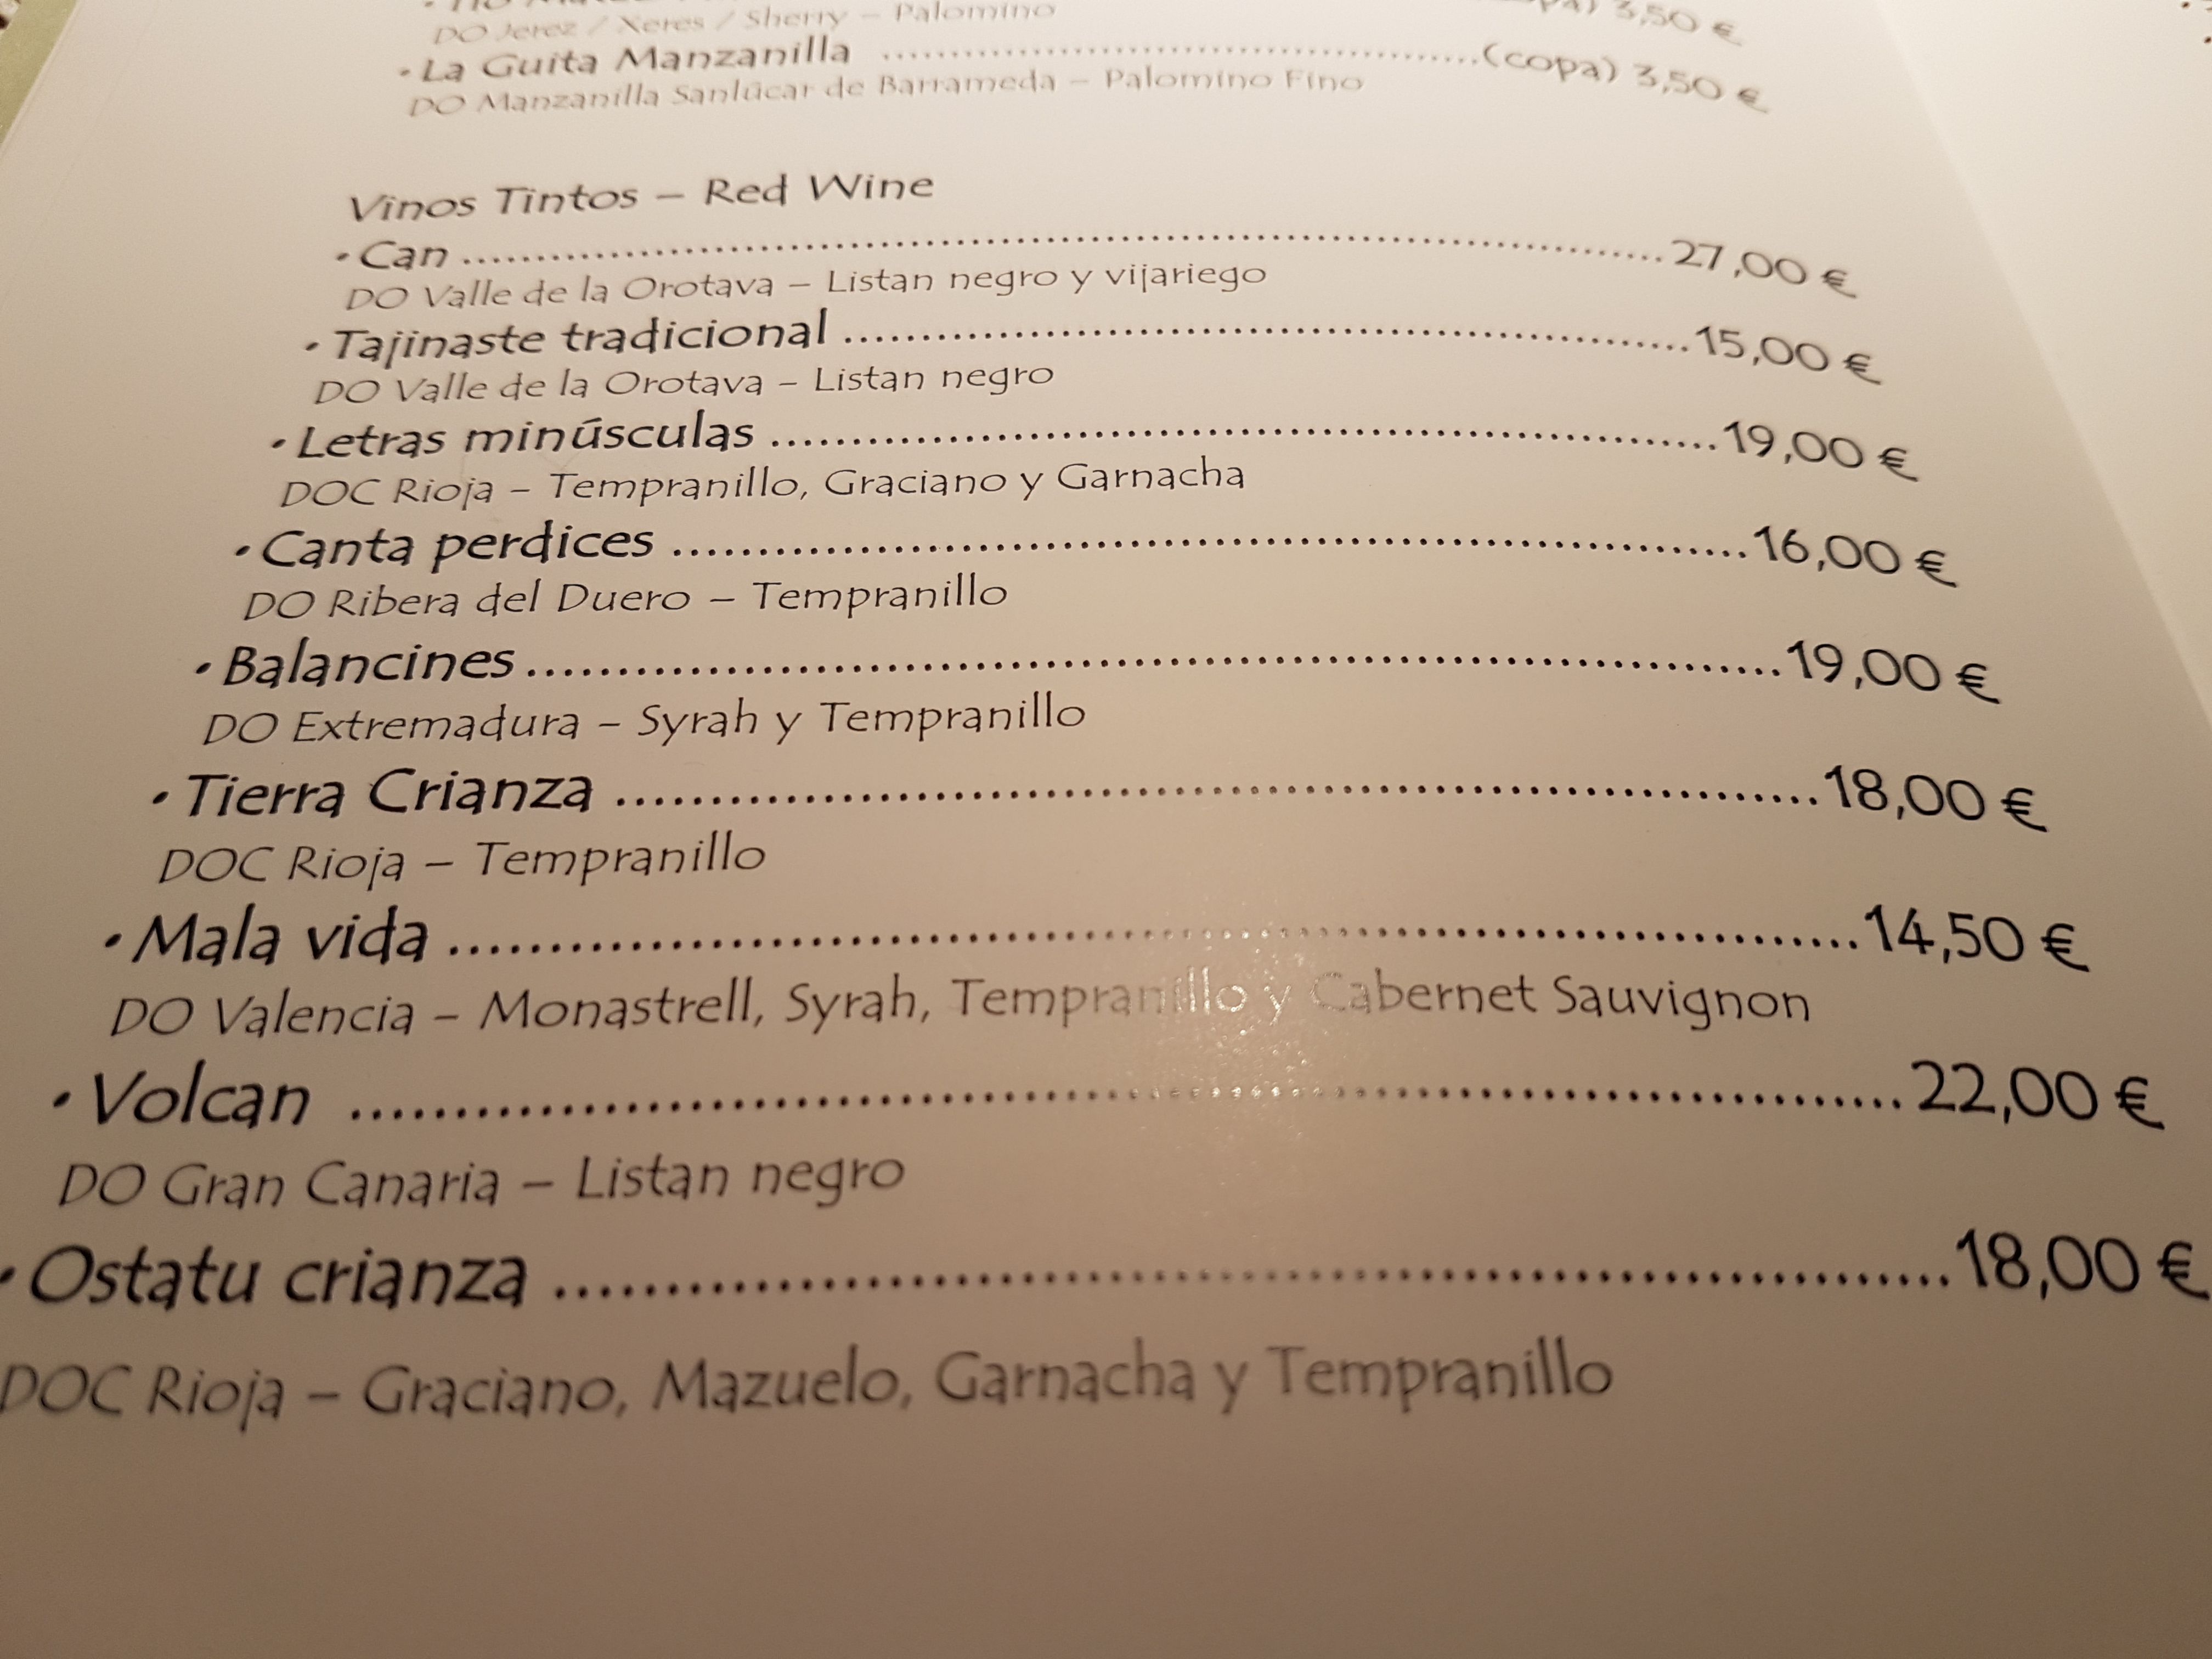 DO Jerez / Xeres / Sherry – Palomino 3,50 €
• La Guita Manzanilla ........................................(copa) 3,50 €
DO Manzanilla Sanlúcar de Barrameda – Palomino Fino
Vinos Tintos – Red Wine
• Can ........................................27,00 €
DO Valle de la Orotava – Listan negro y vijariego
• Tajinaste tradicional ........................................15,00 €
DO Valle de la Orotava – Listan negro
• Letras minúsculas ........................................19,00 €
DOC Rioja – Tempranillo, Graciano y Garnacha
• Canta perdices ........................................16,00 €
DO Ribera del Duero – Tempranillo
• Balancines ........................................19,00 €
DO Extremadura – Syrah y Tempranillo
• Tierra Crianza ........................................18,00 €
DOC Rioja – Tempranillo
• Mala vida ........................................14,50 €
DO Valencia – Monastrell, Syrah, Tempranillo y Cabernet Sauvignon
• Volcan ........................................22,00 €
DO Gran Canaria – Listan negro
• Ostatu crianza ........................................18,00 €
DOC Rioja – Graciano, Mazuelo, Garnacha y Tempranillo